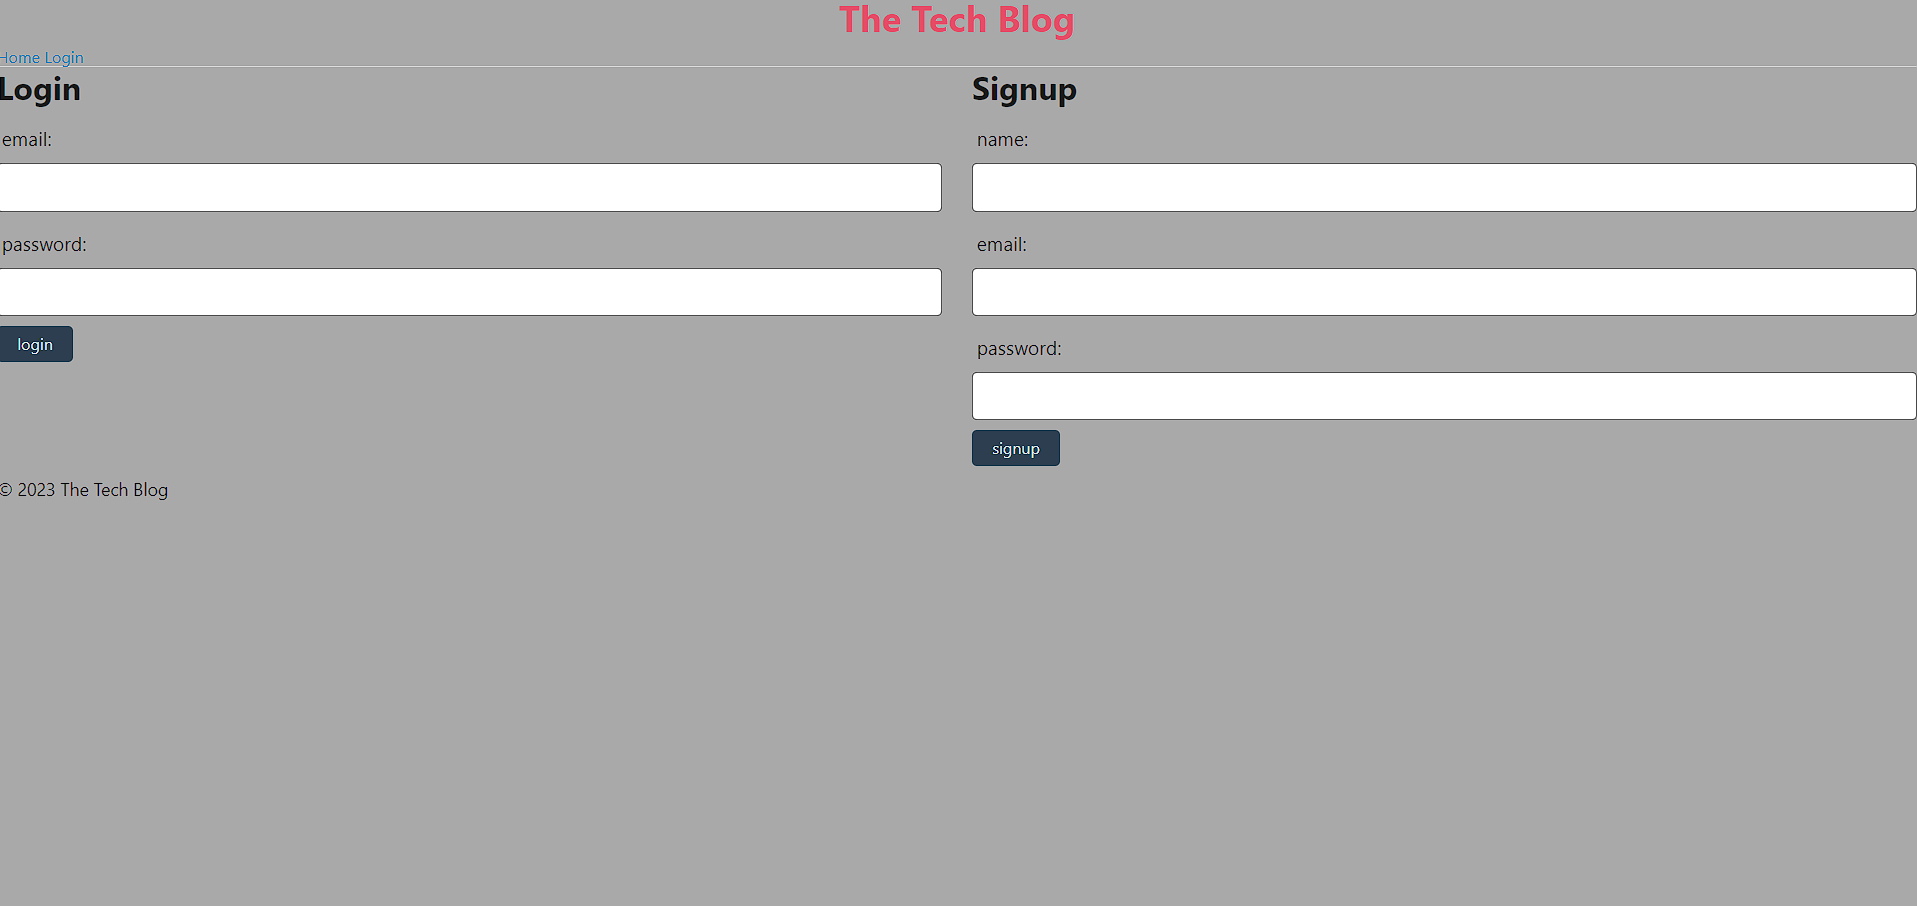 The Tech Blog
Home Login
Login
email:
password:
login
Signup
name:
email:
password:
signup
© 2023 The Tech Blog